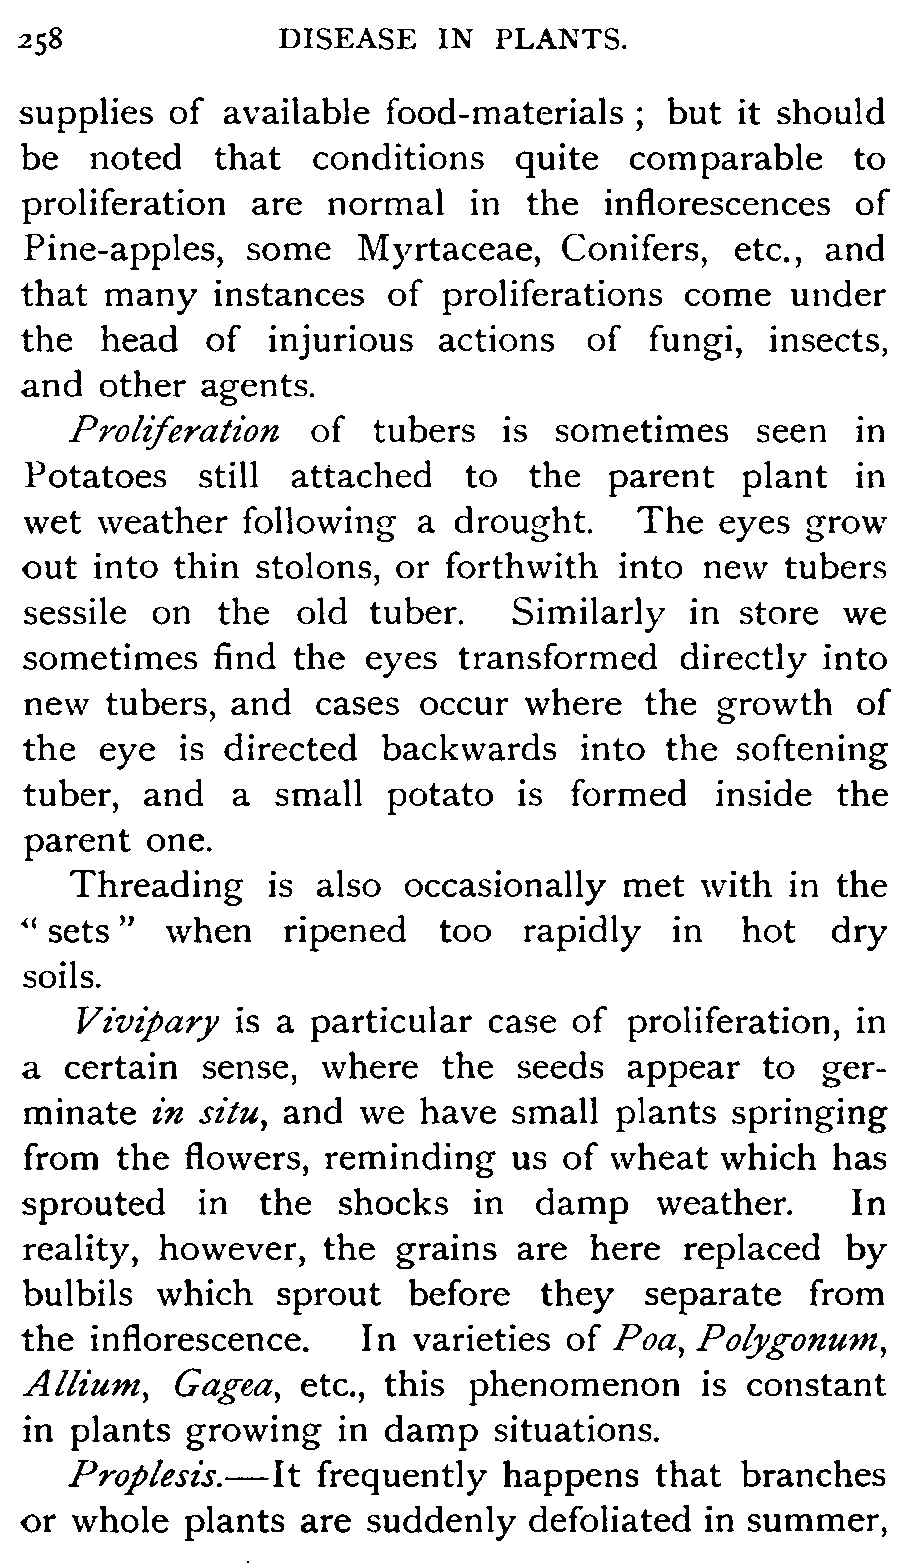 258 DISEASE IN PLANTS.
supplies of available food-materials ; but it should
be noted that conditions quite comparable to
proliferation are normal in the inflorescences of
Pine-apples, some Myrtaceae, Conifers, etc., and
that many instances of proliferations come under
the head of injurious actions of fungi, insects,
and other agents.
Proliferation of tubers is sometimes seen in
Potatoes still attached to the parent plant in
wet weather following a drought. The eyes grow
out into thin stolons, or forthwith into new tubers
sessile on the old tuber. Similarly in store we
sometimes find the eyes transformed directly into
new tubers, and cases occur where the growth of
the eye is directed backwards into the softening
tuber, and a small potato is formed inside the
parent one.
Threading is also occasionally met with in the
“ sets ” when ripened too rapidly in hot dry
soils.
Vivipary is a particular case of proliferation, in
a certain sense, where the seeds appear to ger-
minate in situ, and we have small plants springing
from the flowers, reminding us of wheat which has
sprouted in the shocks in damp weather. In
reality, however, the grains are here replaced by
bulbils which sprout before they separate from
the inflorescence. In varieties of Poa, Polygonum,
Allium, Gagea, etc., this phenomenon is constant
in plants growing in damp situations.
Proplesis.—It frequently happens that branches
or whole plants are suddenly defoliated in summer,